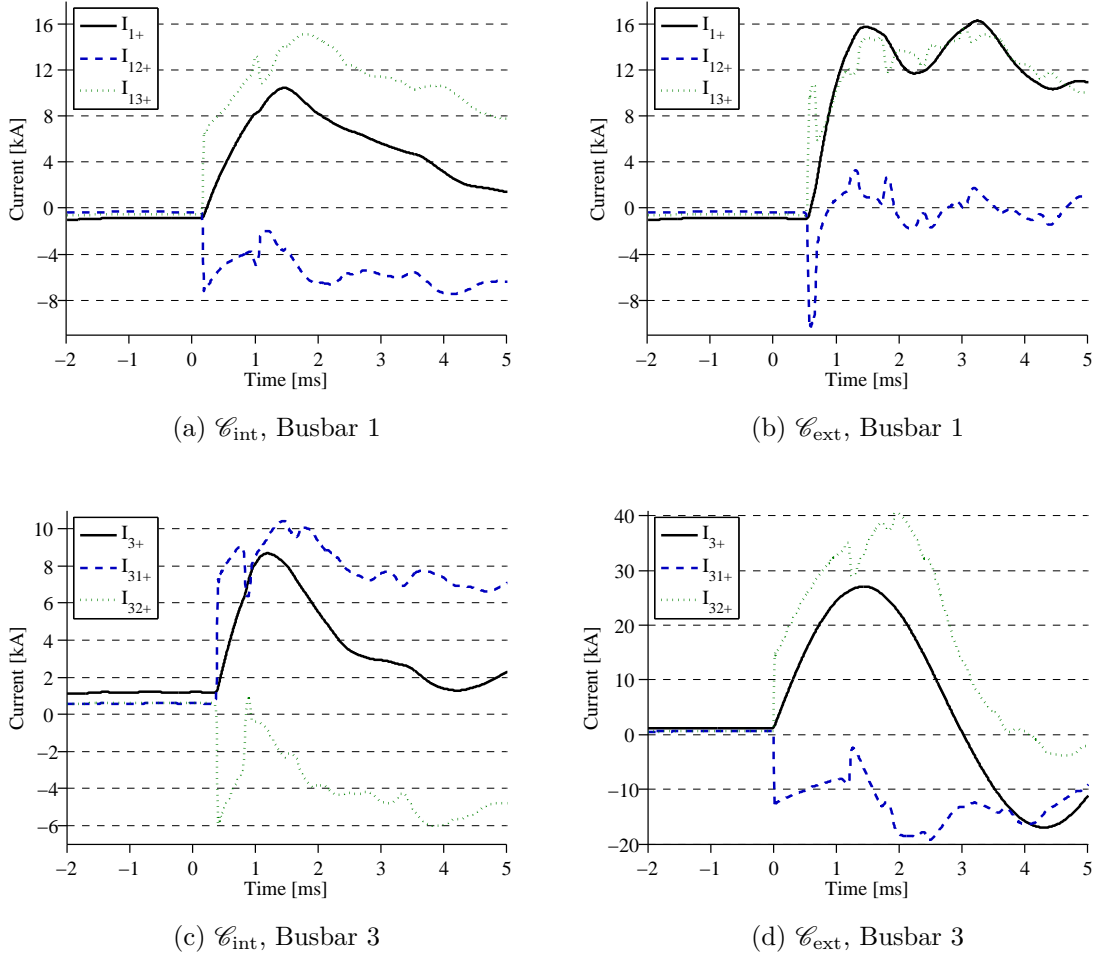 16
12
8
4
0
−4
−8
Current [kA]
I1+
I12+
I13+
−2 −1 0 1 2 3 4 5
Time [ms]
(a) 𝒞int, Busbar 1
16
12
8
4
0
−4
−8
Current [kA]
I1+
I12+
I13+
−2 −1 0 1 2 3 4 5
Time [ms]
(b) 𝒞ext, Busbar 1
10
8
6
4
2
0
−2
−4
−6
Current [kA]
I3+
I31+
I32+
−2 −1 0 1 2 3 4 5
Time [ms]
(c) 𝒞int, Busbar 3
40
30
20
10
0
−10
−20
Current [kA]
I3+
I31+
I32+
−2 −1 0 1 2 3 4 5
Time [ms]
(d) 𝒞ext, Busbar 3